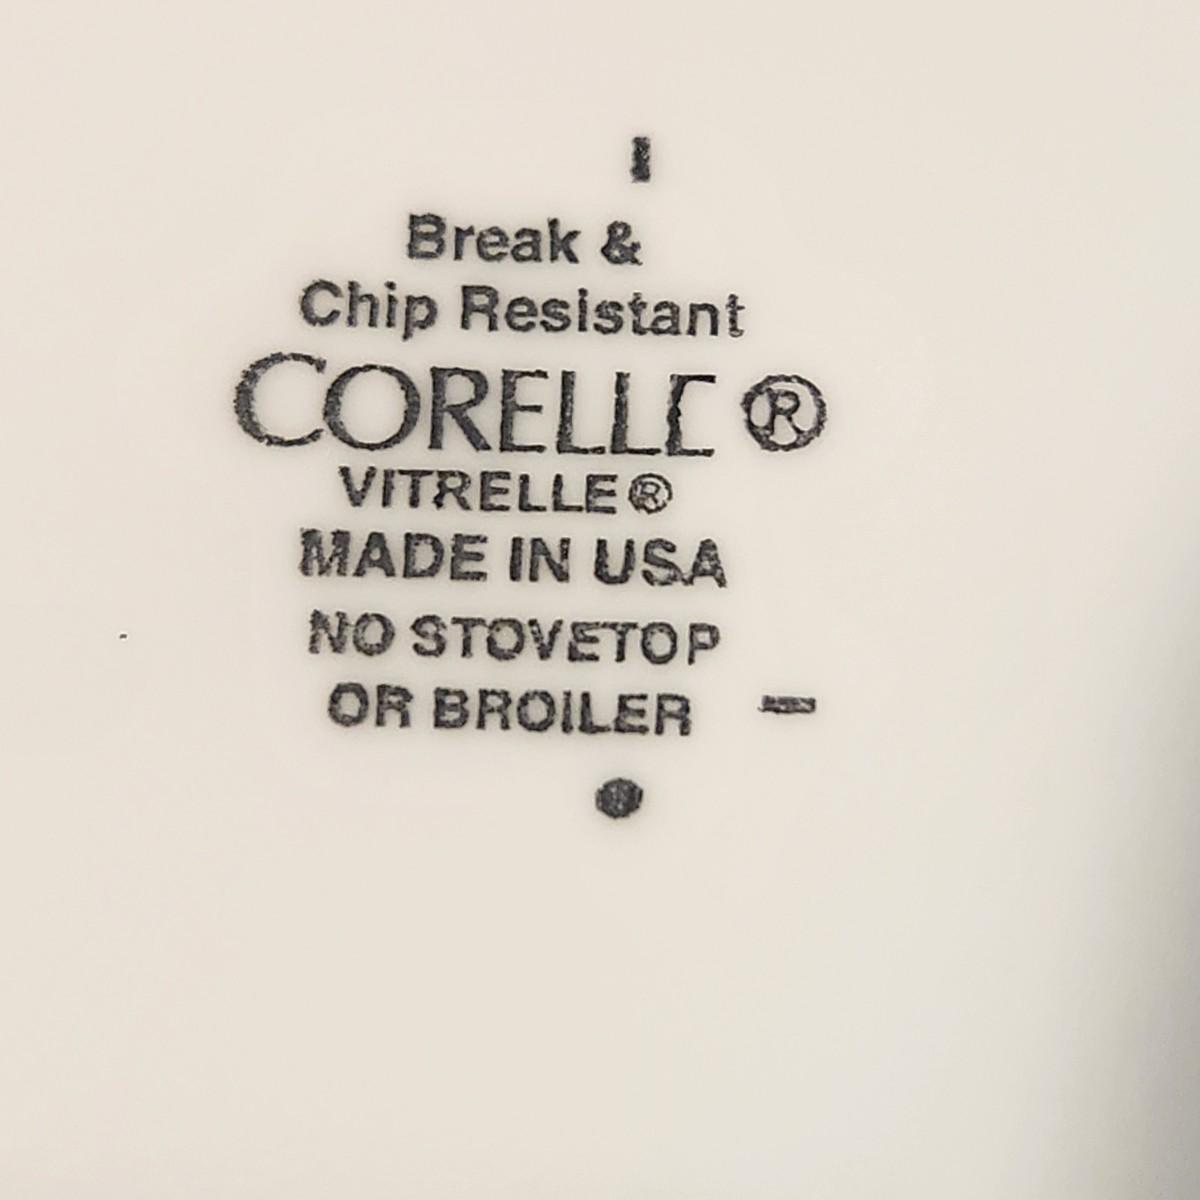 Break &
Chip Resistant
CORELLE ®
VITRELLE®
MADE IN USA
NO STOVETOP
OR BROILER